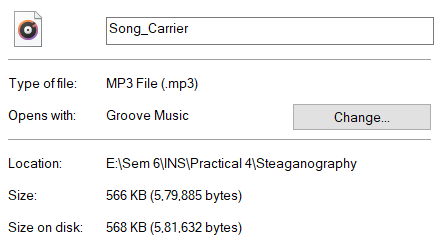 Song_Carrier
Type of file: MP3 File (.mp3)
Opens with: Groove Music Change...
Location: E:\Sem 6\INS\Practical 4\Steaganography
Size: 566 KB (5,79,885 bytes)
Size on disk: 568 KB (5,81,632 bytes)